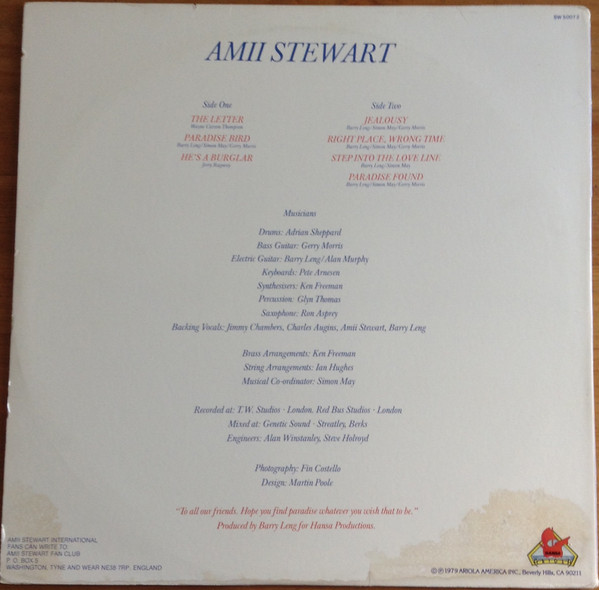 SW 50072
AMII STEWART
Side One
THE LETTER
Wayne Carson Thompson
PARADISE BIRD
Barry Leng/Simon May/Gerry Morris
HE'S A BURGLAR
Jerry Ragovoy
Side Two
JEALOUSY
Barry Leng/Simon May/Gerry Morris
RIGHT PLACE, WRONG TIME
Barry Leng/Simon May/Gerry Morris
STEP INTO THE LOVE LINE
Barry Leng/Simon May
PARADISE FOUND
Barry Leng/Simon May/Gerry Morris
Musicians
Drums: Adrian Sheppard
Bass Guitar: Gerry Morris
Electric Guitar: Barry Leng/Alan Murphy
Keyboards: Pete Arnesen
Synthesisers: Ken Freeman
Percussion: Glyn Thomas
Saxophone: Ron Asprey
Backing Vocals: Jimmy Chambers, Charles Augins, Amii Stewart, Barry Leng
Brass Arrangements: Ken Freeman
String Arrangements: Ian Hughes
Musical Co-ordinator: Simon May
Recorded at: T.W. Studios · London, Red Bus Studios · London
Mixed at: Genetic Sound · Streatley, Berks
Engineers: Alan Winstanley, Steve Holroyd
Photography: Fin Costello
Design: Martin Poole
"To all our friends. Hope you find paradise whatever you wish that to be."
Produced by Barry Leng for Hansa Productions.
AMII STEWART INTERNATIONAL
FANS CAN WRITE TO:
AMII STEWART FAN CLUB
P.O. BOX 5
WASHINGTON, TYNE AND WEAR NE38 7RP, ENGLAND
HANSA
©℗1979 ARIOLA AMERICA INC., Beverly Hills, CA 90211